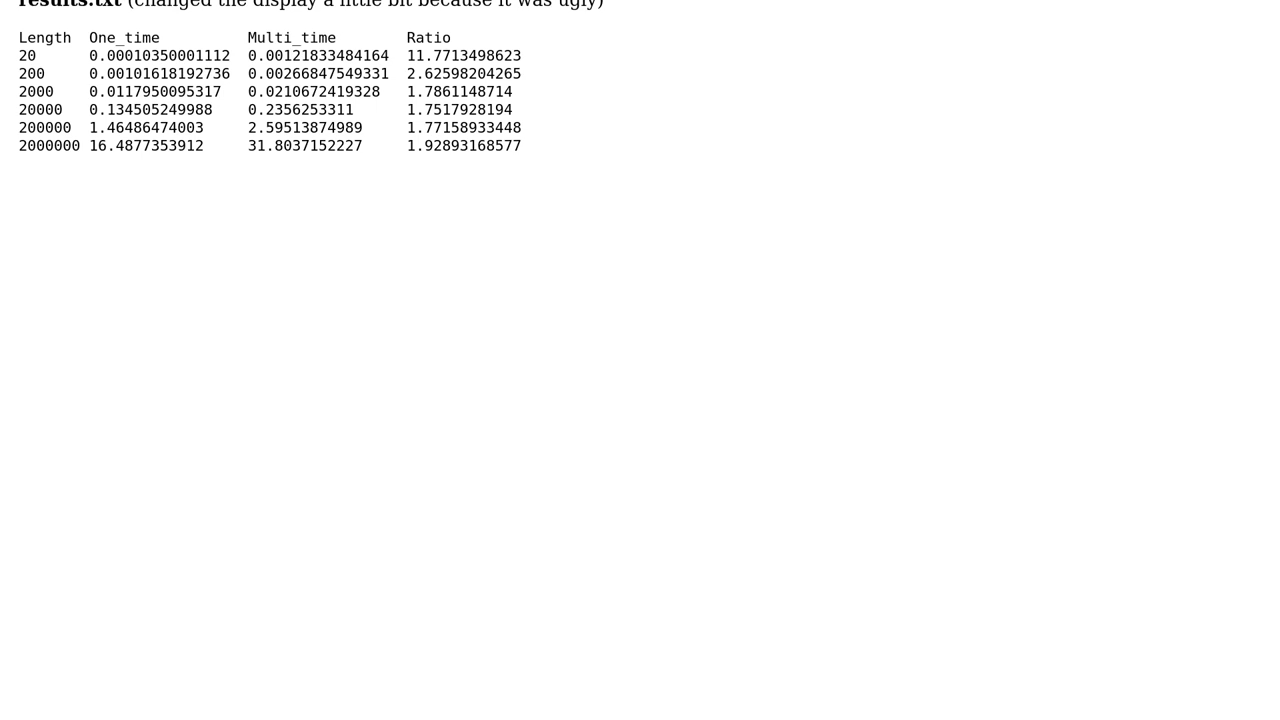 results.txt (changed the display a little bit because it was ugly)
Length  One_time          Multi_time        Ratio
20      0.00010350001112  0.00121833484164  11.7713498623
200     0.00101618192736  0.00266847549331  2.62598204265
2000    0.0117950095317   0.0210672419328   1.7861148714
20000   0.134505249988    0.2356253311      1.7517928194
200000  1.46486474003     2.59513874989     1.77158933448
2000000 16.4877353912     31.8037152227     1.92893168577